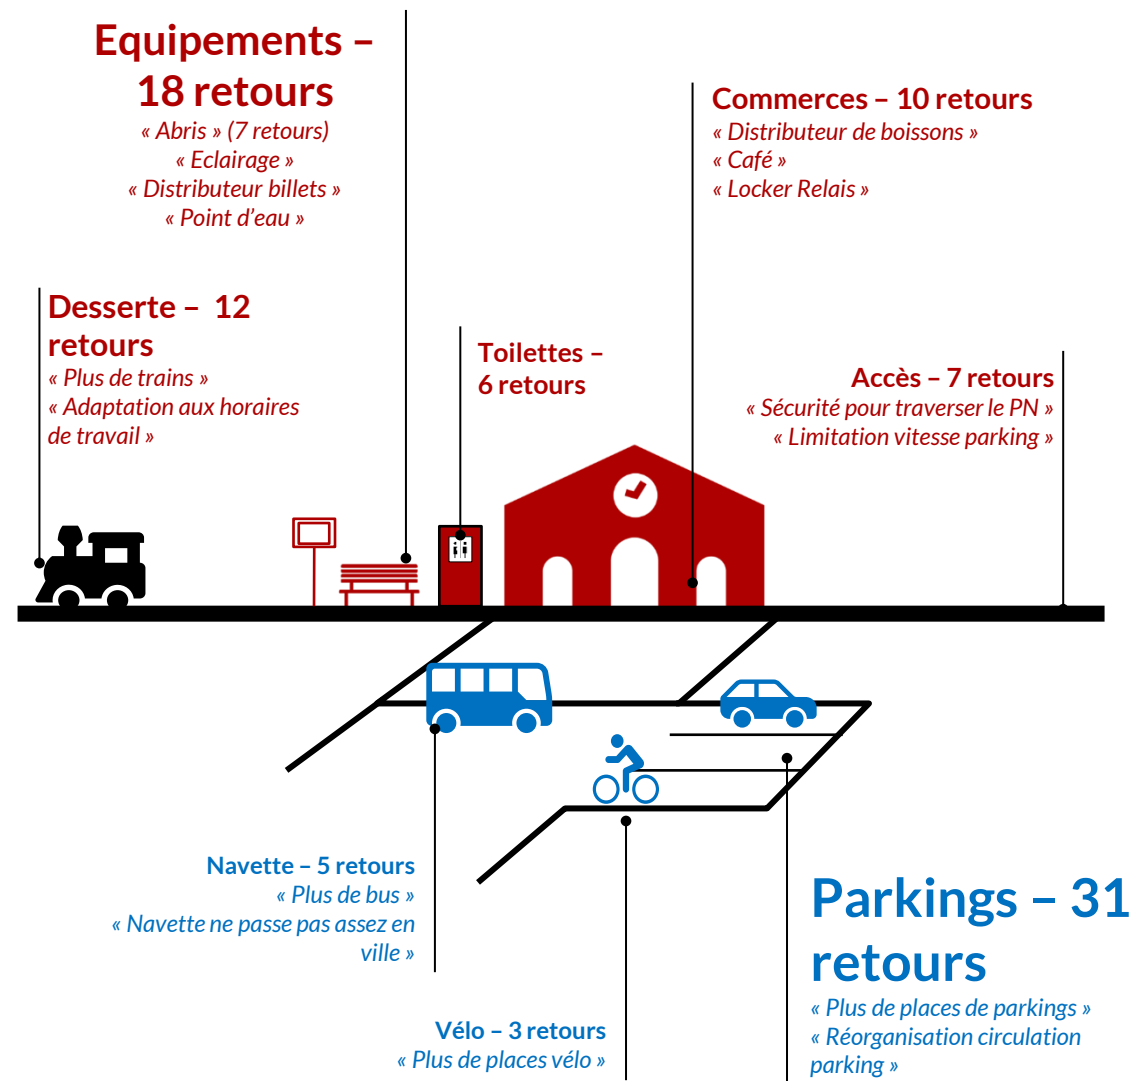 Equipements –
18 retours
« Abris » (7 retours)
« Eclairage »
« Distributeur billets »
« Point d’eau »
Commerces – 10 retours
« Distributeur de boissons »
« Café »
« Locker Relais »
Desserte –  12
retours
« Plus de trains »
« Adaptation aux horaires
de travail »
Toilettes –
6 retours
Accès – 7 retours
« Sécurité pour traverser le PN »
« Limitation vitesse parking »
Navette – 5 retours
« Plus de bus »
« Navette ne passe pas assez en
ville »
Vélo – 3 retours
« Plus de places vélo »
Parkings – 31
retours
« Plus de places de parkings »
« Réorganisation circulation
parking »